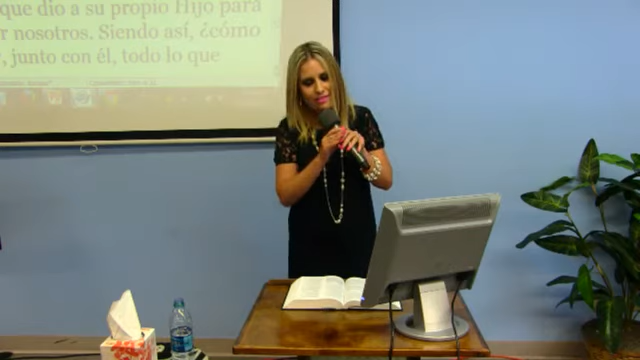 que dio a su propio Hijo para
r nosotros. Siendo así, ¿cómo
, junto con él, todo lo que